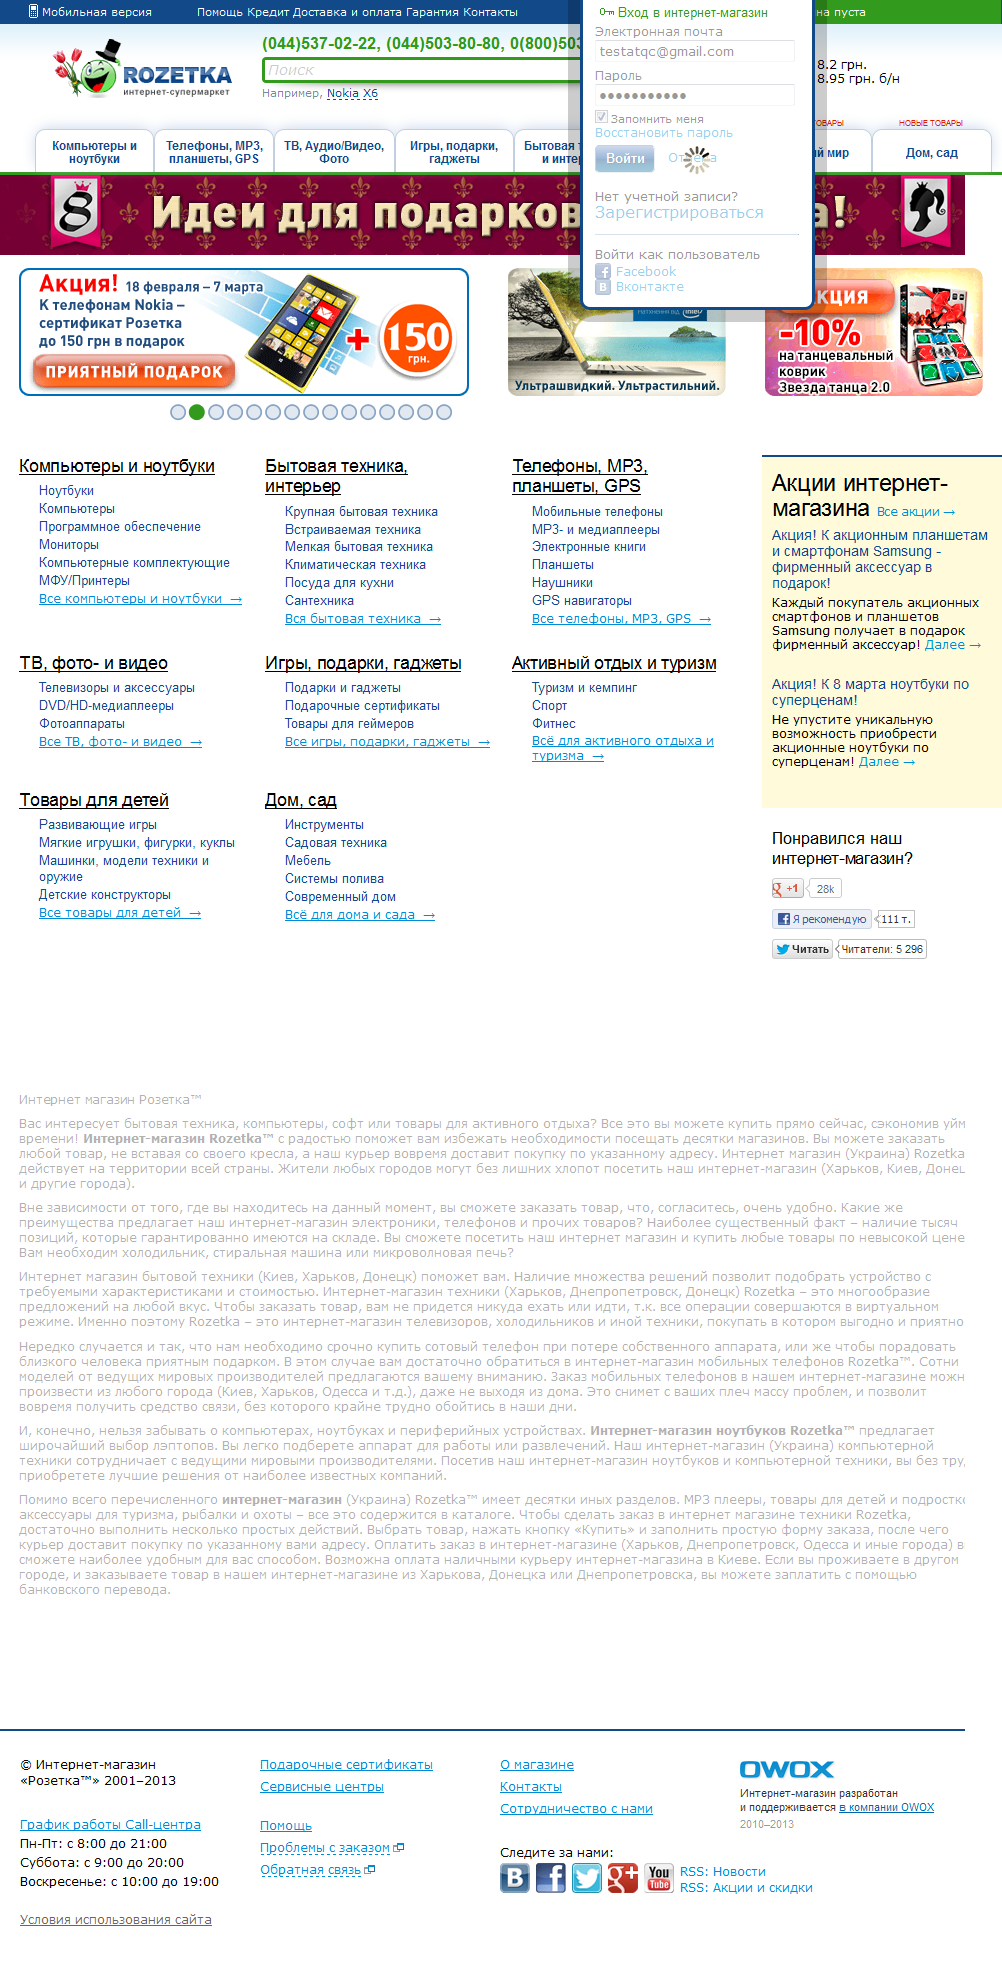 Мобильная версия
Помощь Кредит Доставка и оплата Гарантия Контакты
на пуста
Вход в интернет-магазин
Электронная почта
testatqc@gmail.com
Пароль
Запомнить меня
Восстановить пароль
Войти Отмена
Нет учетной записи?
Зарегистрироваться
Войти как пользователь
Facebook
Вконтакте
ROZETKA
интернет-супермаркет
(044)537-02-22, (044)503-80-80, 0(800)503
Поиск
Например, Nokia X6
8.2 грн.
8.95 грн. б/н
ТОВАРЫ
НОВЫЕ ТОВАРЫ
Компьютеры и ноутбуки
Телефоны, MP3, планшеты, GPS
ТВ, Аудио/Видео, Фото
Игры, подарки, гаджеты
Бытовая т
и интер
й мир
Дом, сад
8 Идеи для подарков а!
Акция! 18 февраля – 7 марта
К телефонам Nokia –
сертификат Розетка
до 150 грн в подарок
ПРИЯТНЫЙ ПОДАРОК
+ 150 грн.
Натхнення від intel
Ультрашвидкий. Ультрастильний.
КЦИЯ
-10%
на танцевальный
коврик
Звезда танца 2.0
Компьютеры и ноутбуки
Ноутбуки
Компьютеры
Программное обеспечение
Мониторы
Компьютерные комплектующие
МФУ/Принтеры
Все компьютеры и ноутбуки →
Бытовая техника,
интерьер
Крупная бытовая техника
Встраиваемая техника
Мелкая бытовая техника
Климатическая техника
Посуда для кухни
Сантехника
Вся бытовая техника →
Телефоны, MP3,
планшеты, GPS
Мобильные телефоны
MP3- и медиаплееры
Электронные книги
Планшеты
Наушники
GPS навигаторы
Все телефоны, MP3, GPS →
ТВ, фото- и видео
Телевизоры и аксессуары
DVD/HD-медиаплееры
Фотоаппараты
Все ТВ, фото- и видео →
Игры, подарки, гаджеты
Подарки и гаджеты
Подарочные сертификаты
Товары для геймеров
Все игры, подарки, гаджеты →
Активный отдых и туризм
Туризм и кемпинг
Спорт
Фитнес
Всё для активного отдыха и
туризма →
Товары для детей
Развивающие игры
Мягкие игрушки, фигурки, куклы
Машинки, модели техники и
оружие
Детские конструкторы
Все товары для детей →
Дом, сад
Инструменты
Садовая техника
Мебель
Системы полива
Современный дом
Всё для дома и сада →
Акции интернет-
магазина Все акции →
Акция! К акционным планшетам
и смартфонам Samsung -
фирменный аксессуар в
подарок!
Каждый покупатель акционных
смартфонов и планшетов
Samsung получает в подарок
фирменный аксессуар! Далее →
Акция! К 8 марта ноутбуки по
суперценам!
Не упустите уникальную
возможность приобрести
акционные ноутбуки по
суперценам! Далее →
Понравился наш
интернет-магазин?
g +1 28k
Я рекомендую 111 т.
Читать Читатели: 5 296
Интернет магазин Розетка™
Вас интересует бытовая техника, компьютеры, софт или товары для активного отдыха? Все это вы можете купить прямо сейчас, сэкономив уйм
времени! Интернет-магазин Rozetka™ с радостью поможет вам избежать необходимости посещать десятки магазинов. Вы можете заказать
любой товар, не вставая со своего кресла, а наш курьер вовремя доставит покупку по указанному адресу. Интернет магазин (Украина) Rozetka
действует на территории всей страны. Жители любых городов могут без лишних хлопот посетить наш интернет-магазин (Харьков, Киев, Донец
и другие города).
Вне зависимости от того, где вы находитесь на данный момент, вы сможете заказать товар, что, согласитесь, очень удобно. Какие же
преимущества предлагает наш интернет-магазин электроники, телефонов и прочих товаров? Наиболее существенный факт – наличие тысяч
позиций, которые гарантированно имеются на складе. Вы сможете посетить наш интернет магазин и купить любые товары по невысокой цене
Вам необходим холодильник, стиральная машина или микроволновая печь?
Интернет магазин бытовой техники (Киев, Харьков, Донецк) поможет вам. Наличие множества решений позволит подобрать устройство с
требуемыми характеристиками и стоимостью. Интернет-магазин техники (Харьков, Днепропетровск, Донецк) Rozetka – это многообразие
предложений на любой вкус. Чтобы заказать товар, вам не придется никуда ехать или идти, т.к. все операции совершаются в виртуальном
режиме. Именно поэтому Rozetka – это интернет-магазин телевизоров, холодильников и иной техники, покупать в котором выгодно и приятно
Нередко случается и так, что нам необходимо срочно купить сотовый телефон при потере собственного аппарата, или же чтобы порадовать
близкого человека приятным подарком. В этом случае вам достаточно обратиться в интернет-магазин мобильных телефонов Rozetka™. Сотни
моделей от ведущих мировых производителей предлагаются вашему вниманию. Заказ мобильных телефонов в нашем интернет-магазине можн
произвести из любого города (Киев, Харьков, Одесса и т.д.), даже не выходя из дома. Это снимет с ваших плеч массу проблем, и позволит
вовремя получить средство связи, без которого крайне трудно обойтись в наши дни.
И, конечно, нельзя забывать о компьютерах, ноутбуках и периферийных устройствах. Интернет-магазин ноутбуков Rozetka™ предлагает
широчайший выбор лэптопов. Вы легко подберете аппарат для работы или развлечений. Наш интернет-магазин (Украина) компьютерной
техники сотрудничает с ведущими мировыми производителями. Посетив наш интернет-магазин ноутбуков и компьютерной техники, вы без труд
приобретете лучшие решения от наиболее известных компаний.
Помимо всего перечисленного интернет-магазин (Украина) Rozetka™ имеет десятки иных разделов. MP3 плееры, товары для детей и подростко
аксессуары для туризма, рыбалки и охоты – все это содержится в каталоге. Чтобы сделать заказ в интернет магазине техники Rozetka,
достаточно выполнить несколько простых действий. Выбрать товар, нажать кнопку «Купить» и заполнить простую форму заказа, после чего
курьер доставит покупку по указанному вами адресу. Оплатить заказ в интернет-магазине (Харьков, Днепропетровск, Одесса и иные города) в
сможете наиболее удобным для вас способом. Возможна оплата наличными курьеру интернет-магазина в Киеве. Если вы проживаете в другом
городе, и заказываете товар в нашем интернет-магазине из Харькова, Донецка или Днепропетровска, вы можете заплатить с помощью
банковского перевода.
© Интернет-магазин
«Розетка™» 2001–2013
График работы Call-центра
Пн-Пт: с 8:00 до 21:00
Суббота: с 9:00 до 20:00
Воскресенье: с 10:00 до 19:00
Условия использования сайта
Подарочные сертификаты
Сервисные центры
Помощь
Проблемы с заказом
Обратная связь
О магазине
Контакты
Сотрудничество с нами
Следите за нами:
You Tube
RSS: Новости
RSS: Акции и скидки
OWOX
Интернет-магазин разработан
и поддерживается в компании OWOX
2010–2013